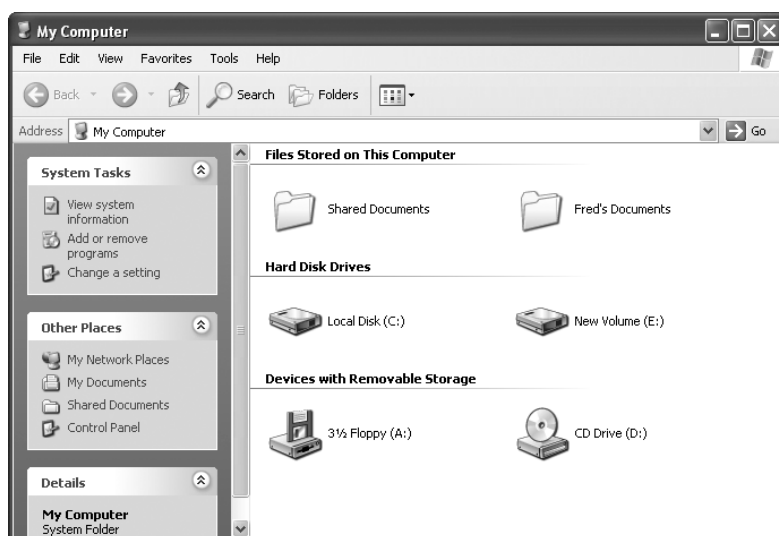 My Computer
File Edit View Favorites Tools Help
Back Search Folders
Address My Computer Go
System Tasks
View system
information
Add or remove
programs
Change a setting
Other Places
My Network Places
My Documents
Shared Documents
Control Panel
Details
My Computer
System Folder
Files Stored on This Computer
Shared Documents Fred's Documents
Hard Disk Drives
Local Disk (C:) New Volume (E:)
Devices with Removable Storage
3½ Floppy (A:) CD Drive (D:)